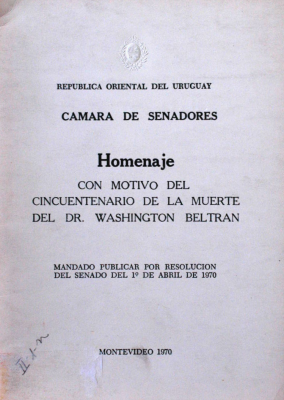 REPUBLICA ORIENTAL DEL URUGUAY
CAMARA DE SENADORES
Homenaje
CON MOTIVO DEL
CINCUENTENARIO DE LA MUERTE
DEL DR. WASHINGTON BELTRAN
MANDADO PUBLICAR POR RESOLUCION
DEL SENADO DEL 1º DE ABRIL DE 1970
MONTEVIDEO 1970